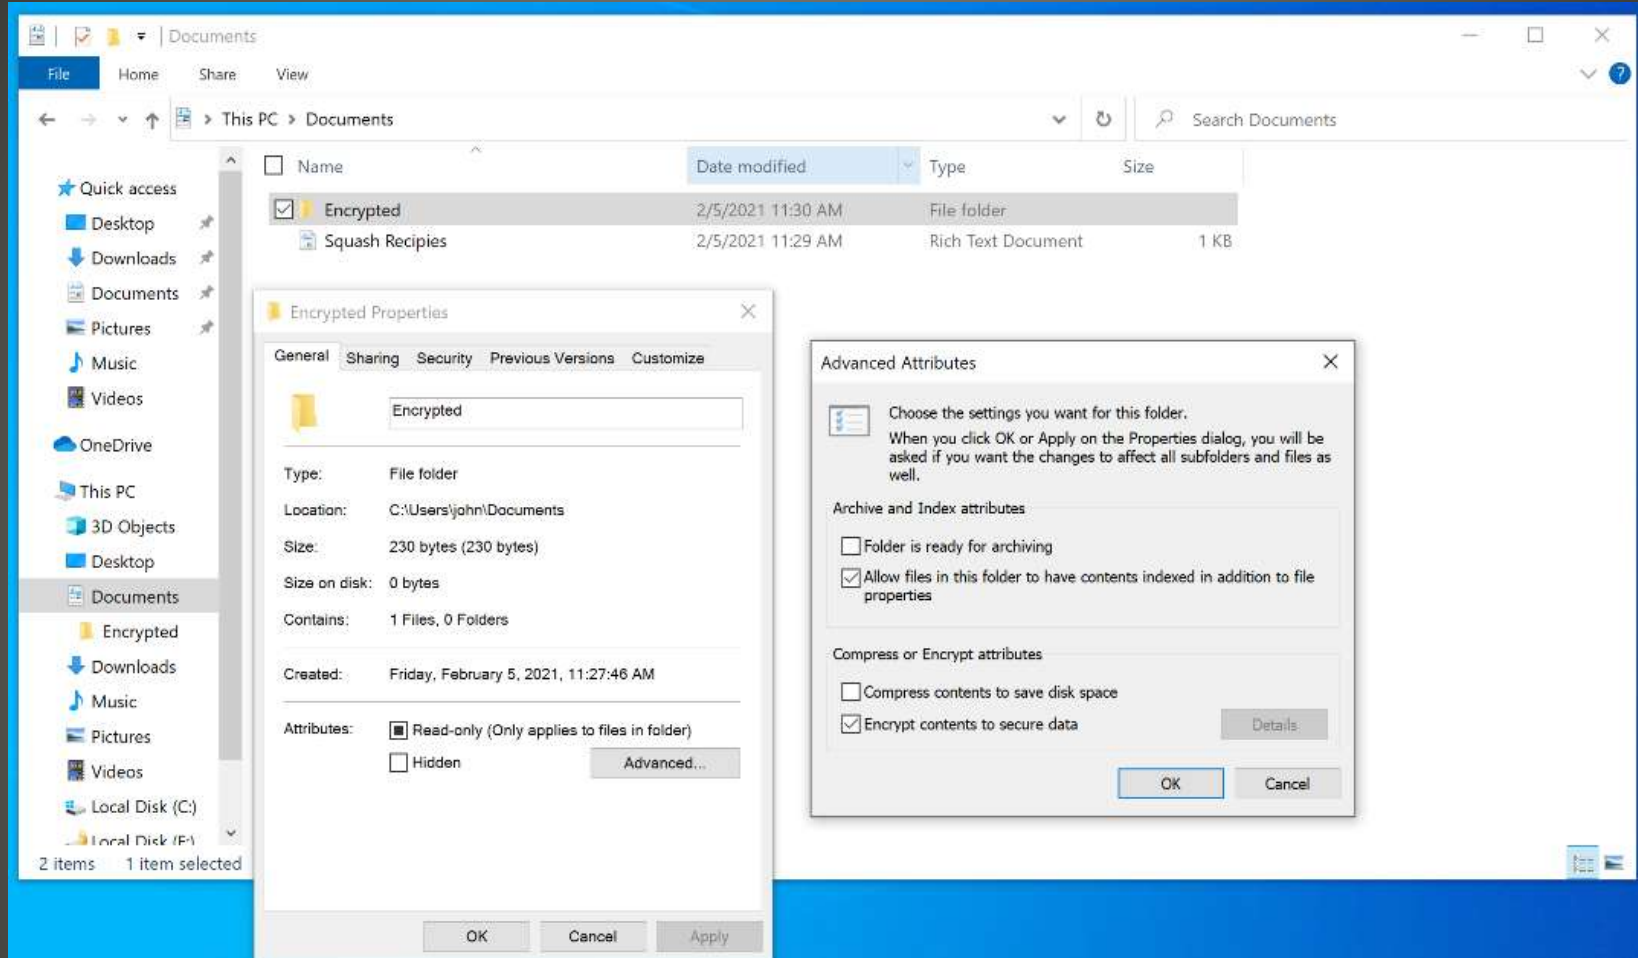 Documents
File Home Share View
This PC > Documents
Search Documents
Name Date modified Type Size
Encrypted 2/5/2021 11:30 AM File folder
Squash Recipies 2/5/2021 11:29 AM Rich Text Document 1 KB
Quick access
Desktop
Downloads
Documents
Pictures
Music
Videos
OneDrive
This PC
3D Objects
Desktop
Documents
Encrypted
Downloads
Music
Pictures
Videos
Local Disk (C:)
Local Disk (F:)
2 items 1 item selected
Encrypted Properties
General Sharing Security Previous Versions Customize
Encrypted
Type: File folder
Location: C:\Users\john\Documents
Size: 230 bytes (230 bytes)
Size on disk: 0 bytes
Contains: 1 Files, 0 Folders
Created: Friday, February 5, 2021, 11:27:46 AM
Attributes: Read-only (Only applies to files in folder)
Hidden Advanced...
OK Cancel Apply
Advanced Attributes
Choose the settings you want for this folder.
When you click OK or Apply on the Properties dialog, you will be
asked if you want the changes to affect all subfolders and files as
well.
Archive and Index attributes
Folder is ready for archiving
Allow files in this folder to have contents indexed in addition to file
properties
Compress or Encrypt attributes
Compress contents to save disk space
Encrypt contents to secure data Details
OK Cancel